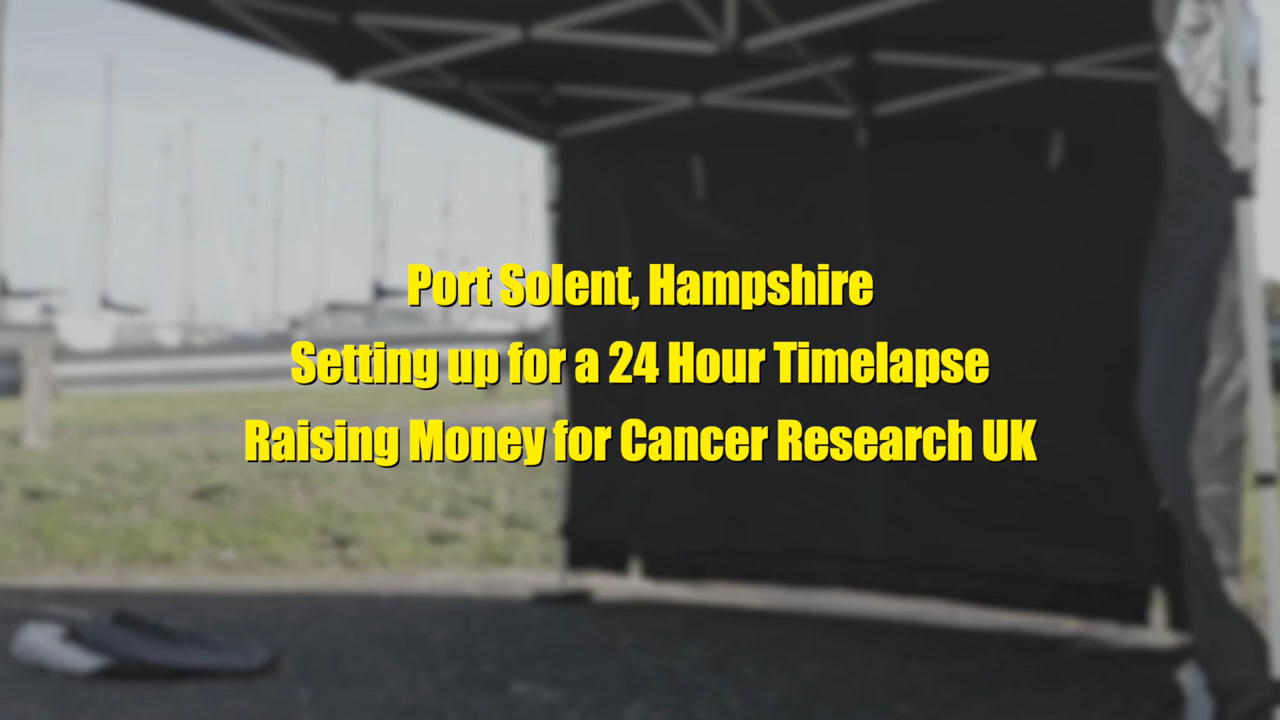 Port Solent, Hampshire
Setting up for a 24 Hour Timelapse
Raising Money for Cancer Research UK